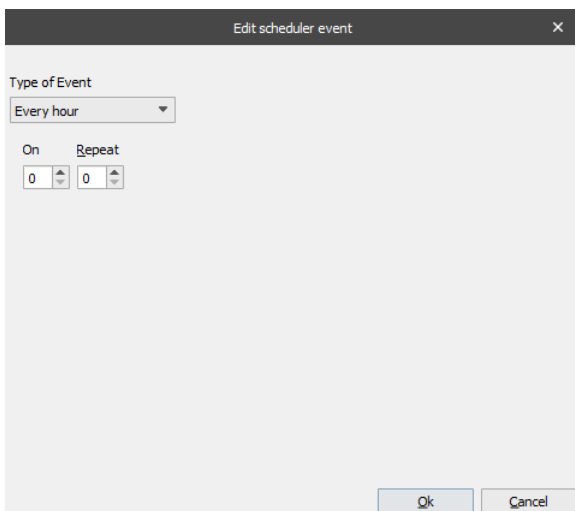 Edit scheduler event
Type of Event
Every hour
On Repeat
0 0
Ok Cancel